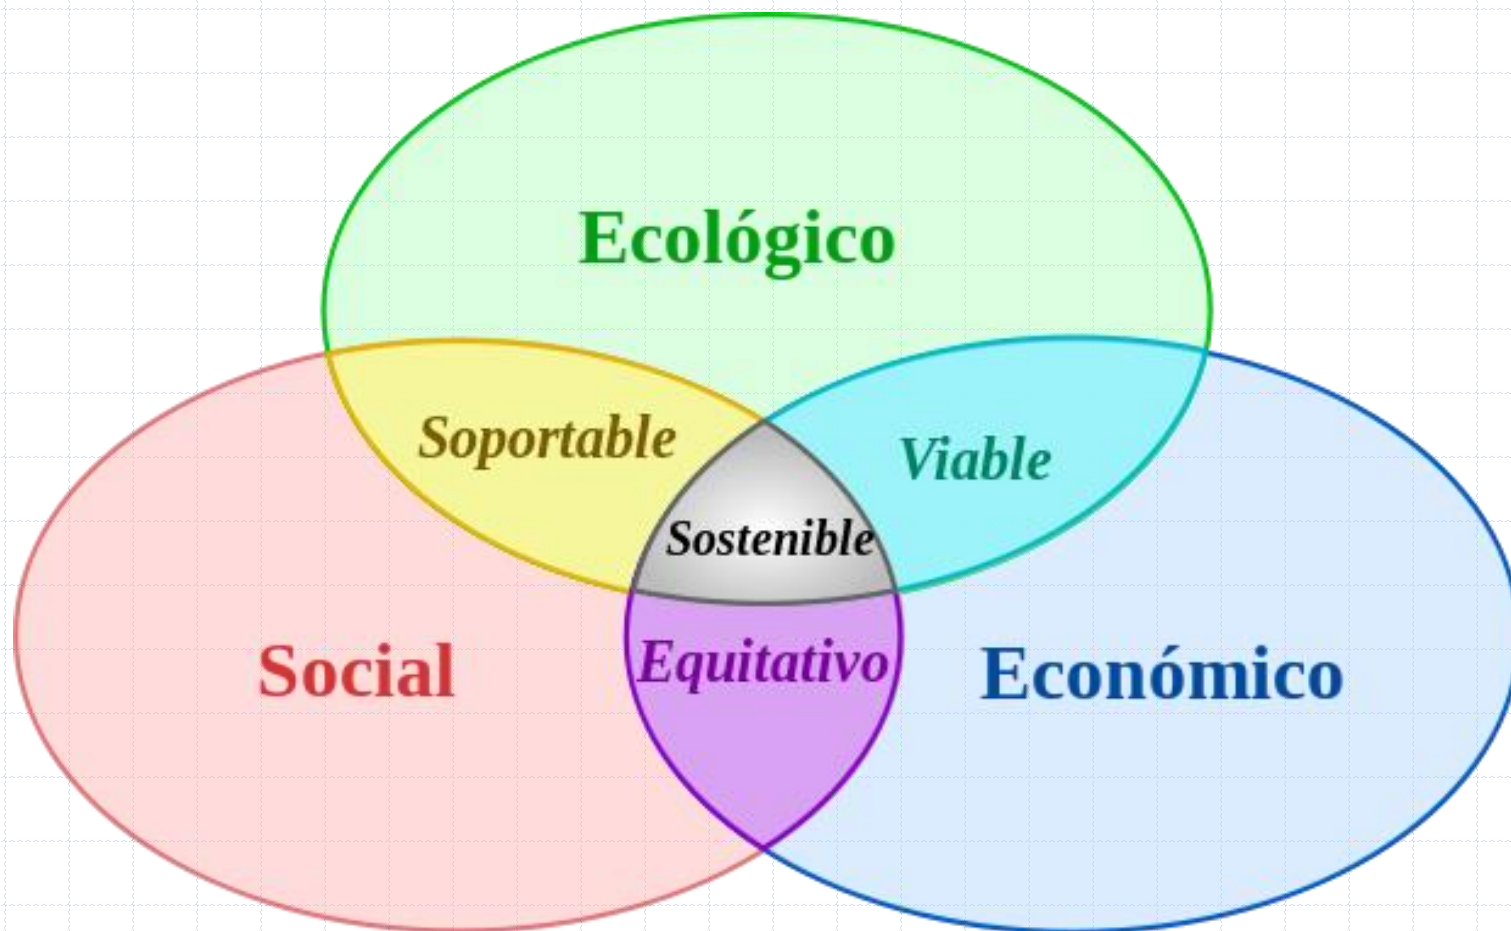 Ecológico
Soportable
Viable
Sostenible
Social
Equitativo
Económico